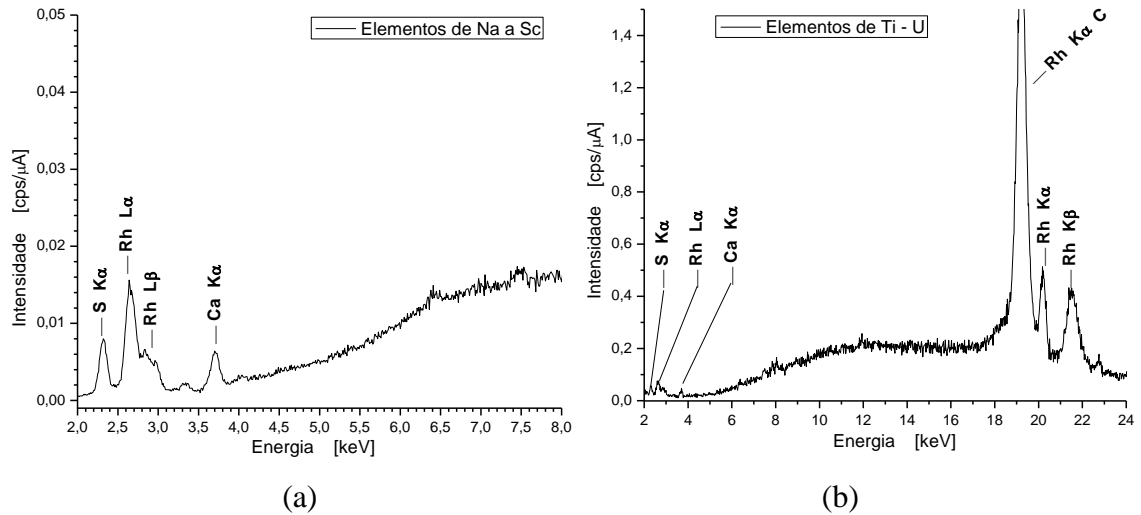 Elementos de Na a Sc
0,05
0,04
0,03
0,02
0,01
0,00
Intensidade [cps/µA]
S Kα
Rh Lα
Rh Lβ
Ca Kα
2,0 2,5 3,0 3,5 4,0 4,5 5,0 5,5 6,0 6,5 7,0 7,5 8,0
Energia [keV]
(a)
Elementos de Ti - U
1,4
1,2
1,0
0,8
0,6
0,4
0,2
0,0
Intensidade [cps/µA]
S Kα
Rh Lα
Ca Kα
Rh Kα C
Rh Kα
Rh Kβ
2 4 6 8 10 12 14 16 18 20 22 24
Energia [keV]
(b)